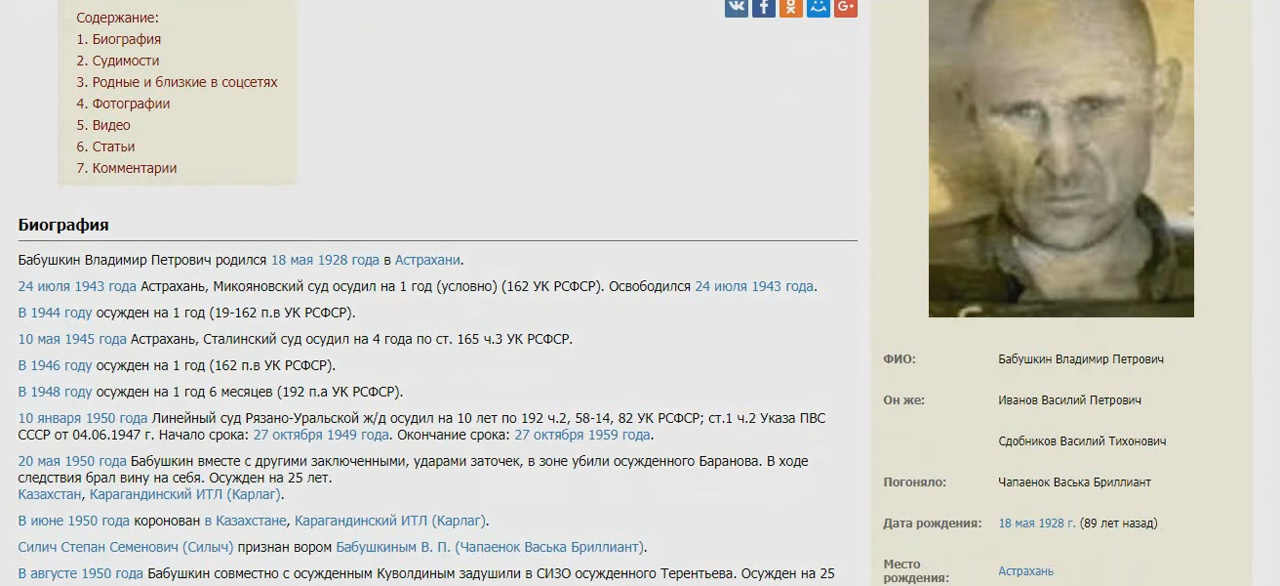 Содержание:
1. Биография
2. Судимости
3. Родные и близкие в соцсетях
4. Фотографии
5. Видео
6. Статьи
7. Комментарии
Биография
Бабушкин Владимир Петрович родился 18 мая 1928 года в Астрахани.
24 июля 1943 года Астрахань, Микояновский суд осудил на 1 год (условно) (162 УК РСФСР). Освободился 24 июля 1943 года.
В 1944 году осужден на 1 год (19-162 п.в УК РСФСР).
10 мая 1945 года Астрахань, Сталинский суд осудил на 4 года по ст. 165 ч.3 УК РСФСР.
В 1946 году осужден на 1 год (162 п.в УК РСФСР).
В 1948 году осужден на 1 год 6 месяцев (192 п.а УК РСФСР).
10 января 1950 года Линейный суд Рязано-Уральской ж/д осудил на 10 лет по 192 ч.2, 58-14, 82 УК РСФСР; ст.1 ч.2 Указа ПВС
СССР от 04.06.1947 г. Начало срока: 27 октября 1949 года. Окончание срока: 27 октября 1959 года.
20 мая 1950 года Бабушкин вместе с другими заключенными, ударами заточек, в зоне убили осужденного Баранова. В ходе
следствия брал вину на себя. Осужден на 25 лет.
Казахстан, Карагандинский ИТЛ (Карлаг).
В июне 1950 года коронован в Казахстане, Карагандинский ИТЛ (Карлаг).
Силич Степан Семенович (Силыч) признан вором Бабушкиным В. П. (Чапаенок Васька Бриллиант).
В августе 1950 года Бабушкин совместно с осужденным Куволдиным задушили в СИЗО осужденного Терентьева. Осужден на 25
ФИО: Бабушкин Владимир Петрович
Он же: Иванов Василий Петрович
Сдобников Василий Тихонович
Погоняло: Чапаенок Васька Бриллиант
Дата рождения: 18 мая 1928 г. (89 лет назад)
Место
рождения: Астрахань